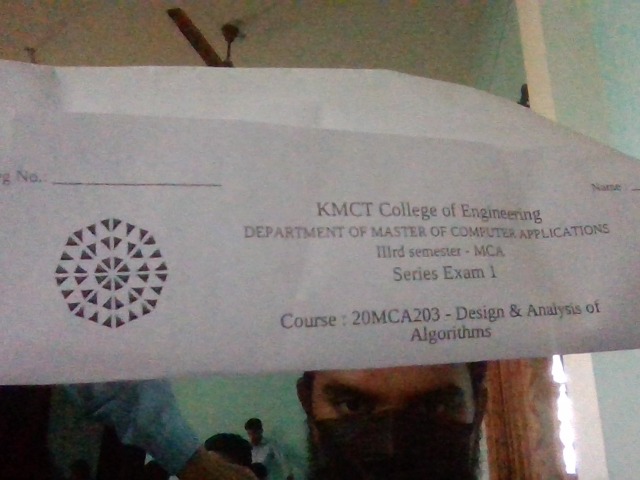 g No.:
Name
KMCT College of Engineering
DEPARTMENT OF MASTER OF COMPUTER APPLICATIONS
IIIrd semester - MCA
Series Exam 1
Course : 20MCA203 - Design & Analysis of
Algorithms